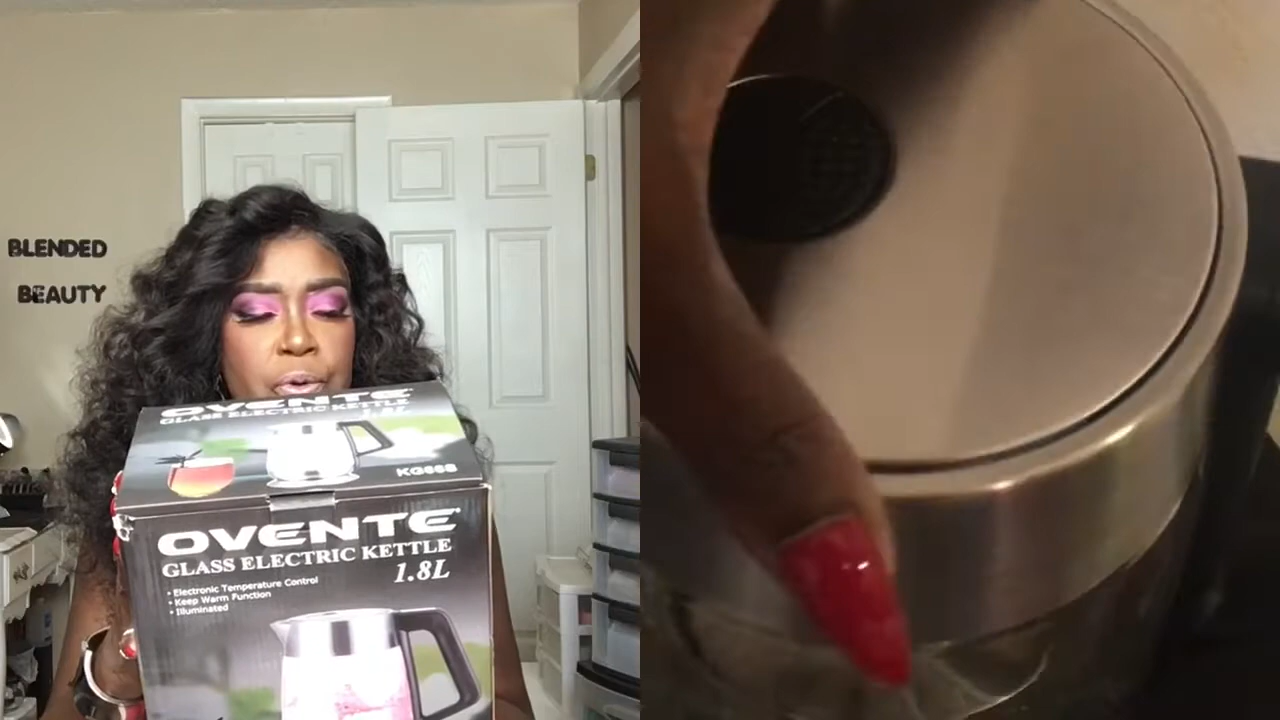 BLENDED
BEAUTY
OVENTE
GLASS ELECTRIC KETTLE
1.8L
KG868
OVENTE
GLASS ELECTRIC KETTLE
1.8L
• Electronic Temperature Control
• Keep Warm Function
• Illuminated